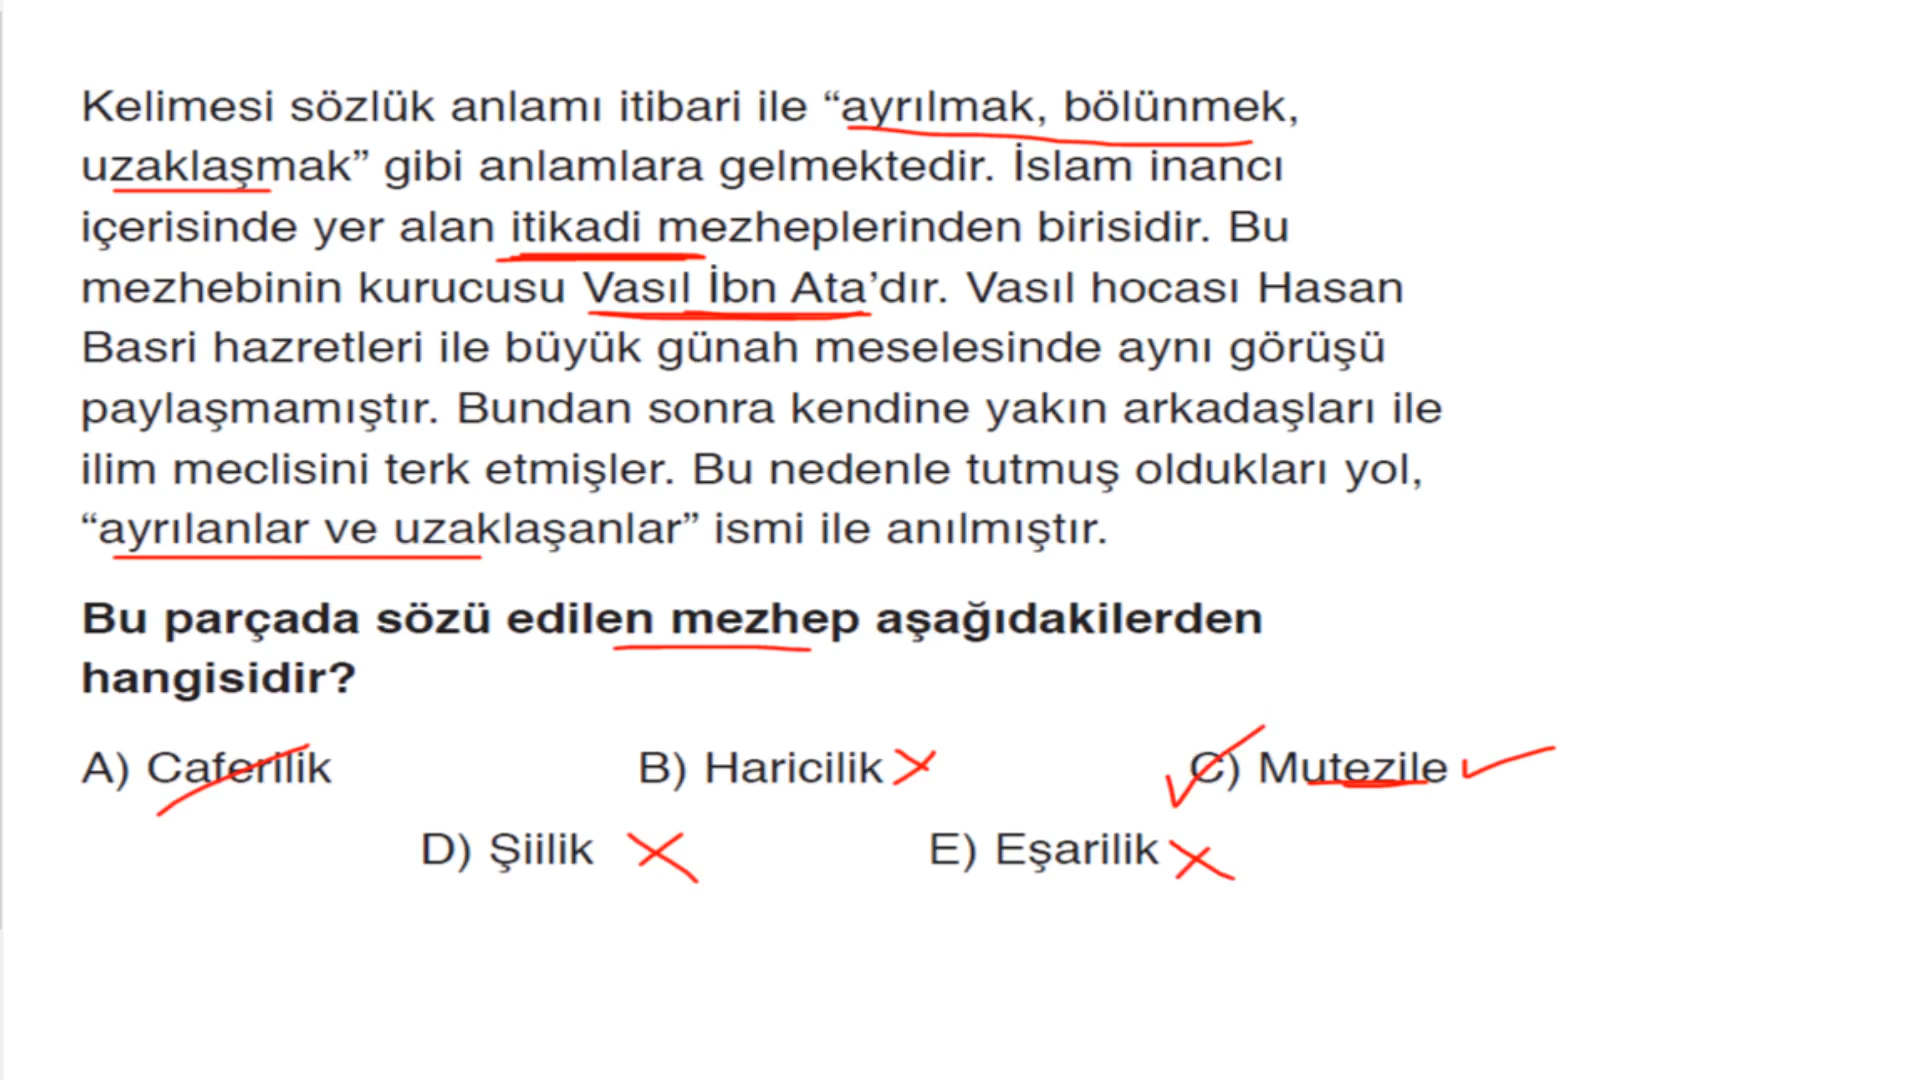 Kelimesi sözlük anlamı itibari ile “ayrılmak, bölünmek,
uzaklaşmak” gibi anlamlara gelmektedir. İslam inancı
içerisinde yer alan itikadi mezheplerinden birisidir. Bu
mezhebinin kurucusu Vasıl İbn Ata’dır. Vasıl hocası Hasan
Basri hazretleri ile büyük günah meselesinde aynı görüşü
paylaşmamıştır. Bundan sonra kendine yakın arkadaşları ile
ilim meclisini terk etmişler. Bu nedenle tutmuş oldukları yol,
“ayrılanlar ve uzaklaşanlar” ismi ile anılmıştır.
Bu parçada sözü edilen mezhep aşağıdakilerden
hangisidir?
A) Caferilik B) Haricilik C) Mutezile
D) Şiilik E) Eşarilik